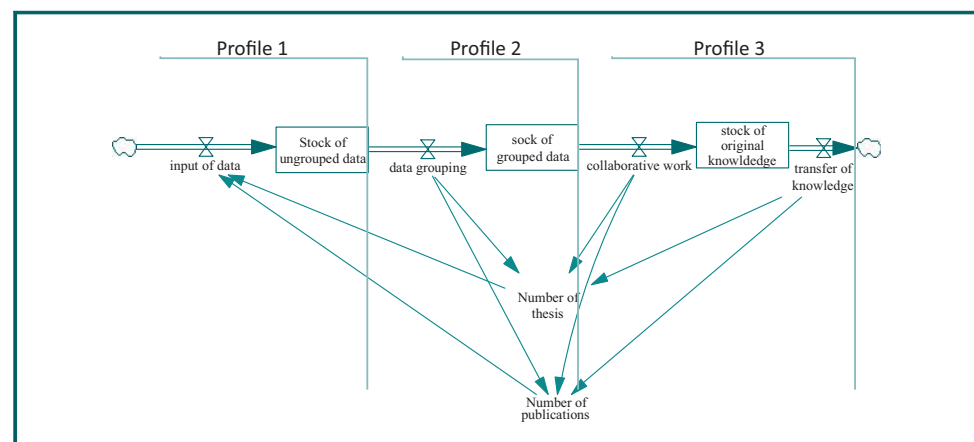 Profile 1
Profile 2
Profile 3
Stock of
ungrouped data
sock of
grouped data
stock of
original
knowldedge
input of data
data grouping
collaborative work
transfer of
knowledge
Number of
thesis
Number of
publications